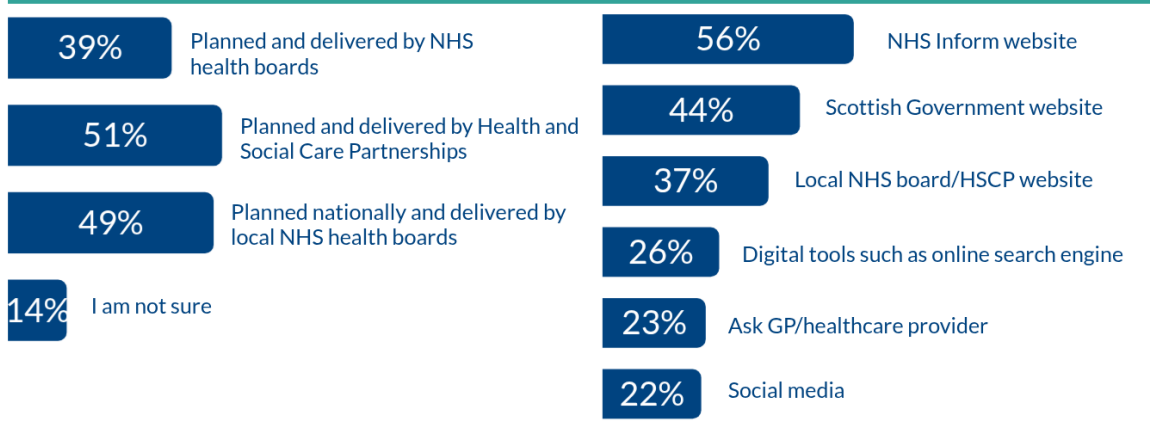 39%
Planned and delivered by NHS
health boards
51%
Planned and delivered by Health and
Social Care Partnerships
49%
Planned nationally and delivered by
local NHS health boards
14%
I am not sure
56%
NHS Inform website
44%
Scottish Government website
37%
Local NHS board/HSCP website
26%
Digital tools such as online search engine
23%
Ask GP/healthcare provider
22%
Social media